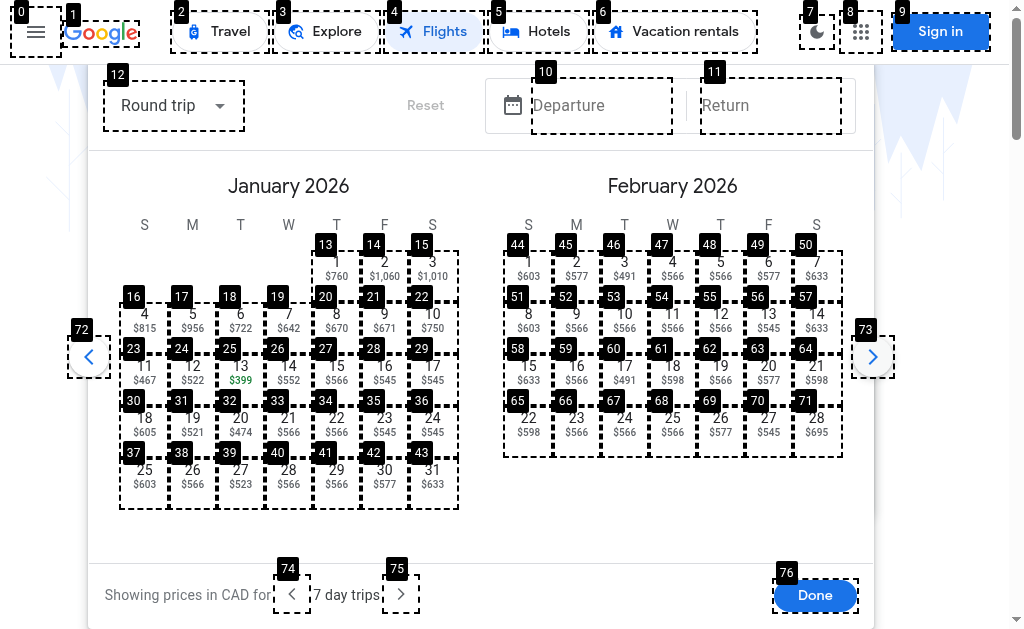 0 1 2 3 4 5 6 7 8 9
Google Travel Explore Flights Hotels Vacation rentals Sign in
12 10 11
Round trip Reset Departure Return
January 2026 February 2026
S M T W T F S S M T W T F S
13 14 15 44 45 46 47 48 49 50
1 2 3 1 2 3 4 5 6 7
$760 $1,060 $1,010 $603 $577 $491 $566 $566 $577 $633
16 17 18 19 20 21 22 51 52 53 54 55 56 57
4 5 6 7 8 9 10 8 9 10 11 12 13 14
$815 $956 $722 $642 $670 $671 $750 $603 $566 $566 $566 $566 $545 $633
72 23 24 25 26 27 28 29 58 59 60 61 62 63 64 73
11 12 13 14 15 16 17 15 16 17 18 19 20 21
$467 $522 $399 $552 $566 $545 $545 $633 $566 $491 $598 $566 $577 $598
30 31 32 33 34 35 36 65 66 67 68 69 70 71
18 19 20 21 22 23 24 22 23 24 25 26 27 28
$605 $521 $474 $566 $566 $545 $545 $598 $566 $566 $566 $577 $545 $695
37 38 39 40 41 42 43
25 26 27 28 29 30 31
$603 $566 $523 $566 $566 $577 $633
74 75 76
Showing prices in CAD for 7 day trips Done